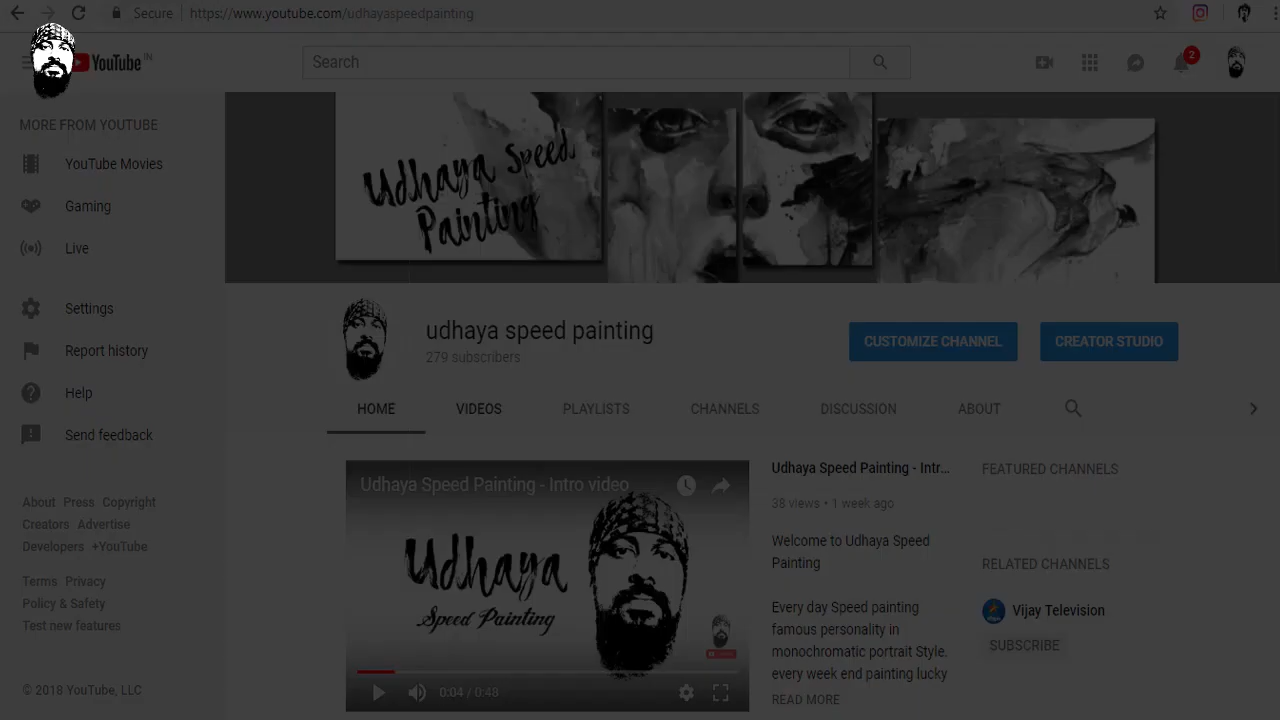 Secure
https://www.youtube.com/udhayaspeedpainting
YouTube IN
Search
2
MORE FROM YOUTUBE
YouTube Movies
Gaming
Live
Settings
Report history
Help
Send feedback
About Press Copyright
Creators Advertise
Developers +YouTube
Terms Privacy
Policy & Safety
Test new features
© 2018 YouTube, LLC
Udhaya Speed
Painting
udhaya speed painting
279 subscribers
CUSTOMIZE CHANNEL
CREATOR STUDIO
HOME
VIDEOS
PLAYLISTS
CHANNELS
DISCUSSION
ABOUT
Udhaya Speed Painting - Intro video
Udhaya
Speed Painting
0:04 / 0:48
Udhaya Speed Painting - Intr...
38 views • 1 week ago
Welcome to Udhaya Speed
Painting
Every day Speed painting
famous personality in
monochromatic portrait Style.
every week end painting lucky
READ MORE
FEATURED CHANNELS
RELATED CHANNELS
Vijay Television
SUBSCRIBE